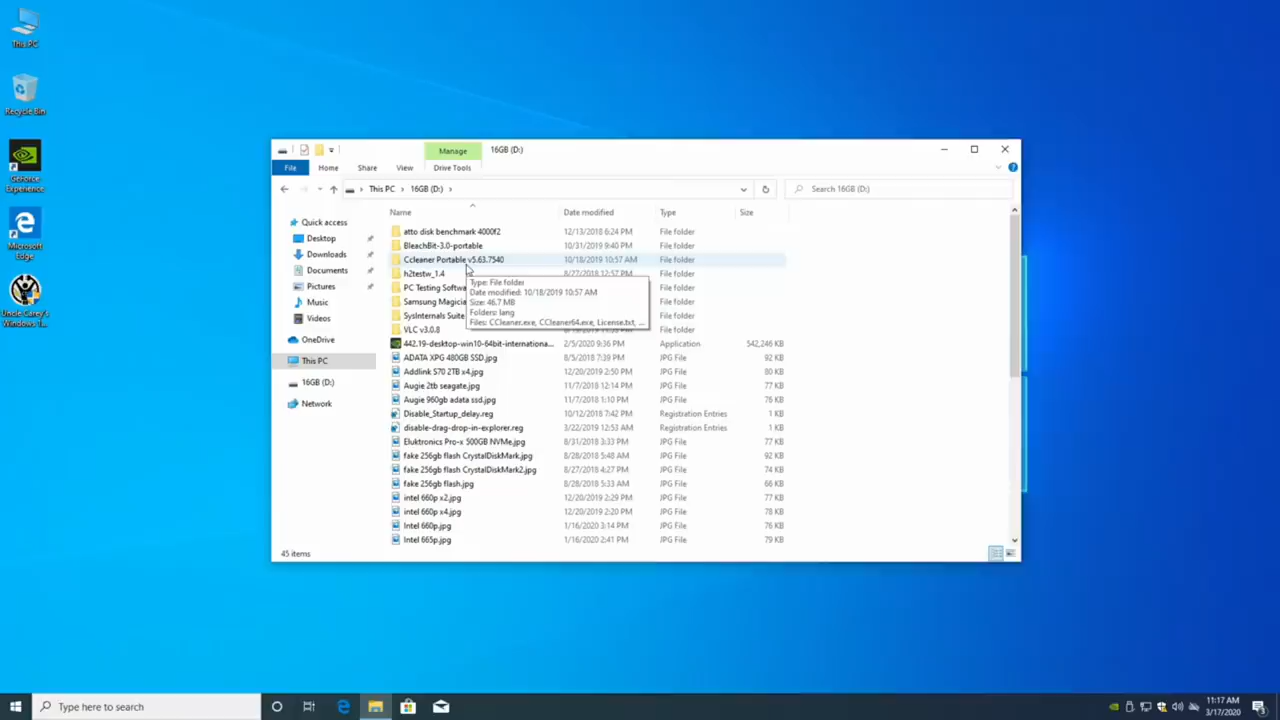 This PC
Recycle Bin
GeForce
Experience
Microsoft
Edge
Uncle Carey's
Windows, 1...
Manage
16GB (D:)
File
Home
Share
View
Drive Tools
This PC
16GB (D:)
Search 16GB (D:)
Quick access
Desktop
Downloads
Documents
Pictures
Music
Videos
OneDrive
This PC
16GB (D:)
Network
Name Date modified Type Size
atto disk benchmark 4000f2 12/13/2018 6:24 PM File folder
BleachBit-3.0-portable 10/31/2019 9:40 PM File folder
Ccleaner Portable v5.63.7540 10/18/2019 10:57 AM File folder
h2testw_1.4 8/27/2018 12:57 PM File folder
PC Testing Softwa File folder
Samsung Magicia File folder
SysInternals Suite File folder
VLC v3.0.8 File folder
Type: File folder
Date modified: 10/18/2019 10:57 AM
Size: 46.7 MB
Folders: lang
Files: CCleaner.exe, CCleaner64.exe, License.txt, ...
442.19-desktop-win10-64bit-internationa... 2/5/2020 9:36 PM Application 542,246 KB
ADATA XPG 480GB SSD.jpg 8/5/2018 7:39 PM JPG File 92 KB
Addlink S70 2TB x4.jpg 12/20/2019 2:50 PM JPG File 80 KB
Augie 2tb seagate.jpg 11/7/2018 12:14 PM JPG File 77 KB
Augie 960gb adata ssd.jpg 11/7/2018 1:10 PM JPG File 76 KB
Disable_Startup_delay.reg 10/12/2018 7:42 PM Registration Entries 1 KB
disable-drag-drop-in-explorer.reg 3/22/2019 12:53 AM Registration Entries 1 KB
Eluktronics Pro-x 500GB NVMe.jpg 8/31/2018 3:33 PM JPG File 77 KB
fake 256gb flash CrystalDiskMark.jpg 8/28/2018 5:48 AM JPG File 92 KB
fake 256gb flash CrystalDiskMark2.jpg 8/27/2018 4:27 PM JPG File 74 KB
fake 256gb flash.jpg 8/28/2018 5:33 AM JPG File 66 KB
intel 660p x2.jpg 12/20/2019 2:29 PM JPG File 77 KB
intel 660p x4.jpg 12/20/2019 2:20 PM JPG File 78 KB
Intel 660p.jpg 1/16/2020 3:14 PM JPG File 76 KB
Intel 665p.jpg 1/16/2020 2:41 PM JPG File 79 KB
45 items
Type here to search
11:17 AM
3/17/2020
3